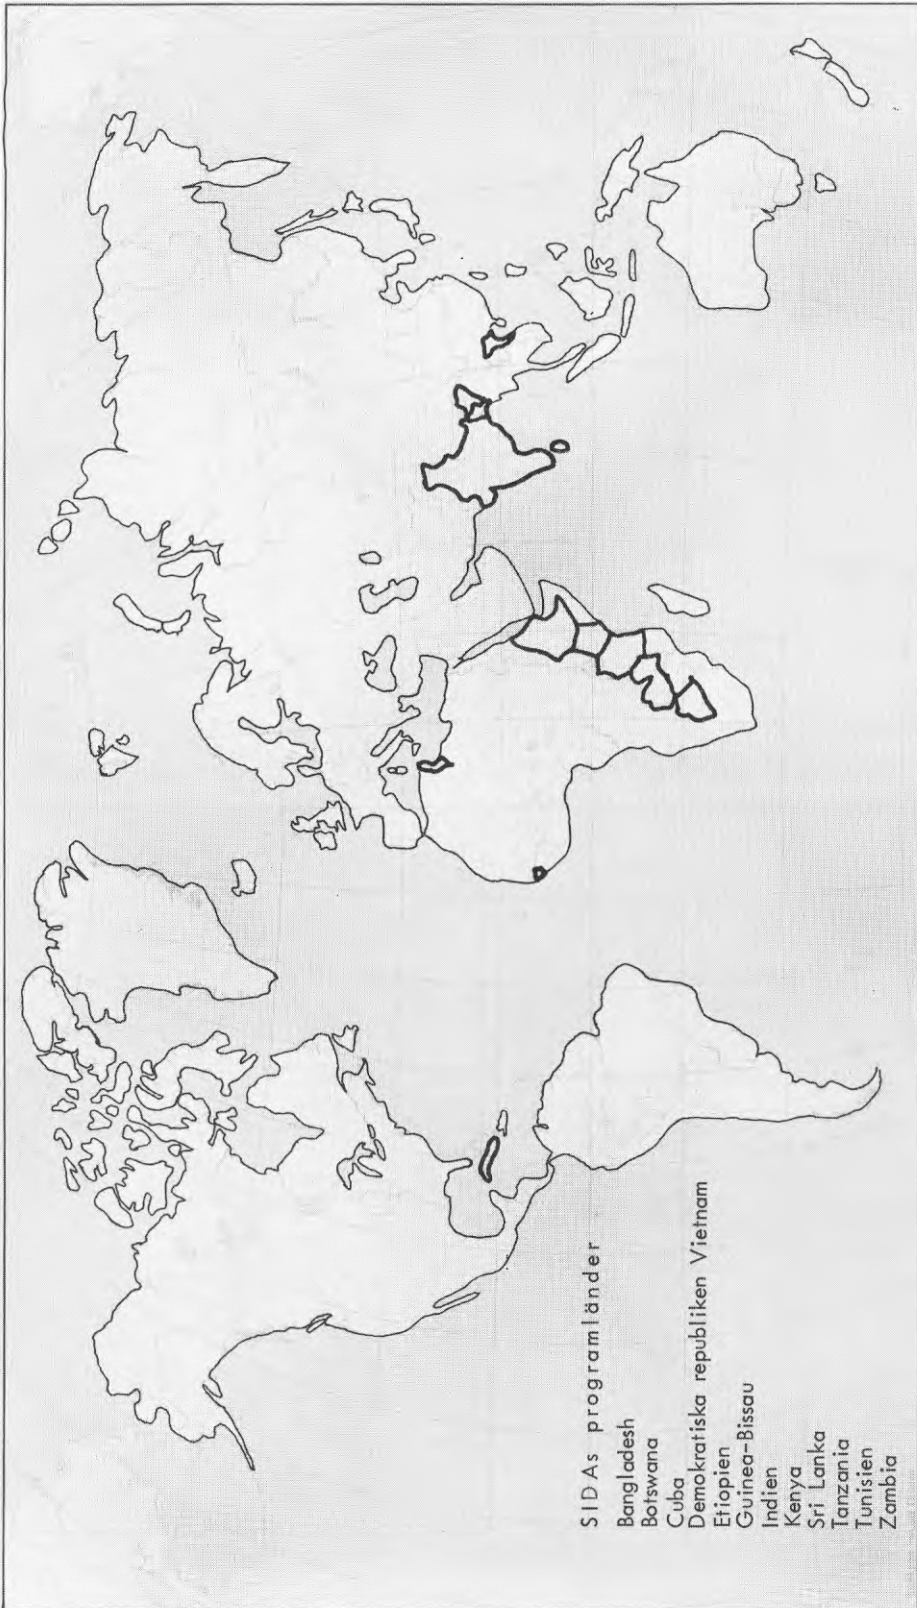 SIDAs programländer
Bangladesh
Botswana
Cuba
Demokratiska republiken Vietnam
Etiopien
Guinea-Bissau
Indien
Kenya
Sri Lanka
Tanzania
Tunisien
Zambia